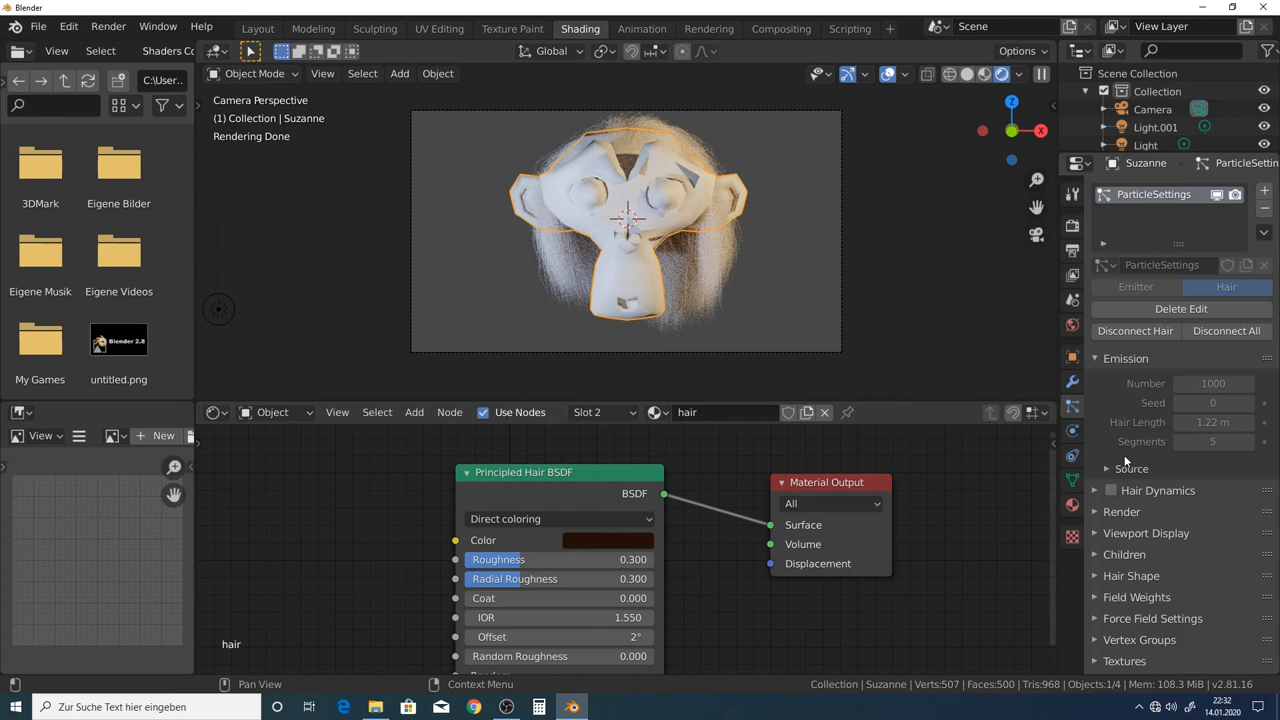 Blender
File Edit Render Window Help
Layout Modeling Sculpting UV Editing Texture Paint Shading Animation Rendering Compositing Scripting +
Scene
View Layer
View Select Shaders Co
Global
Options
C:\User..
Object Mode View Select Add Object
Camera Perspective
(1) Collection | Suzanne
Rendering Done
Z
X
3DMark
Eigene Bilder
Eigene Musik
Eigene Videos
Blender 2.8
My Games
untitled.png
Scene Collection
Collection
Camera
Light.001
Light
Suzanne
ParticleSettin
ParticleSettings
ParticleSettings
Emitter Hair
Delete Edit
Disconnect Hair Disconnect All
Emission
Number 1000
Seed 0
Hair Length 1.22 m
Segments 5
Source
Hair Dynamics
Render
Viewport Display
Children
Hair Shape
Field Weights
Force Field Settings
Vertex Groups
Textures
View + New
Object View Select Add Node Use Nodes Slot 2 hair
Principled Hair BSDF
BSDF
Direct coloring
Color
Roughness 0.300
Radial Roughness 0.300
Coat 0.000
IOR 1.550
Offset 2°
Random Roughness 0.000
Material Output
All
Surface
Volume
Displacement
hair
Pan View
Context Menu
Collection | Suzanne | Verts:507 | Faces:500 | Tris:968 | Objects:1/4 | Mem: 108.3 MiB | v2.81.16
Zur Suche Text hier eingeben
22:32
14.01.2020